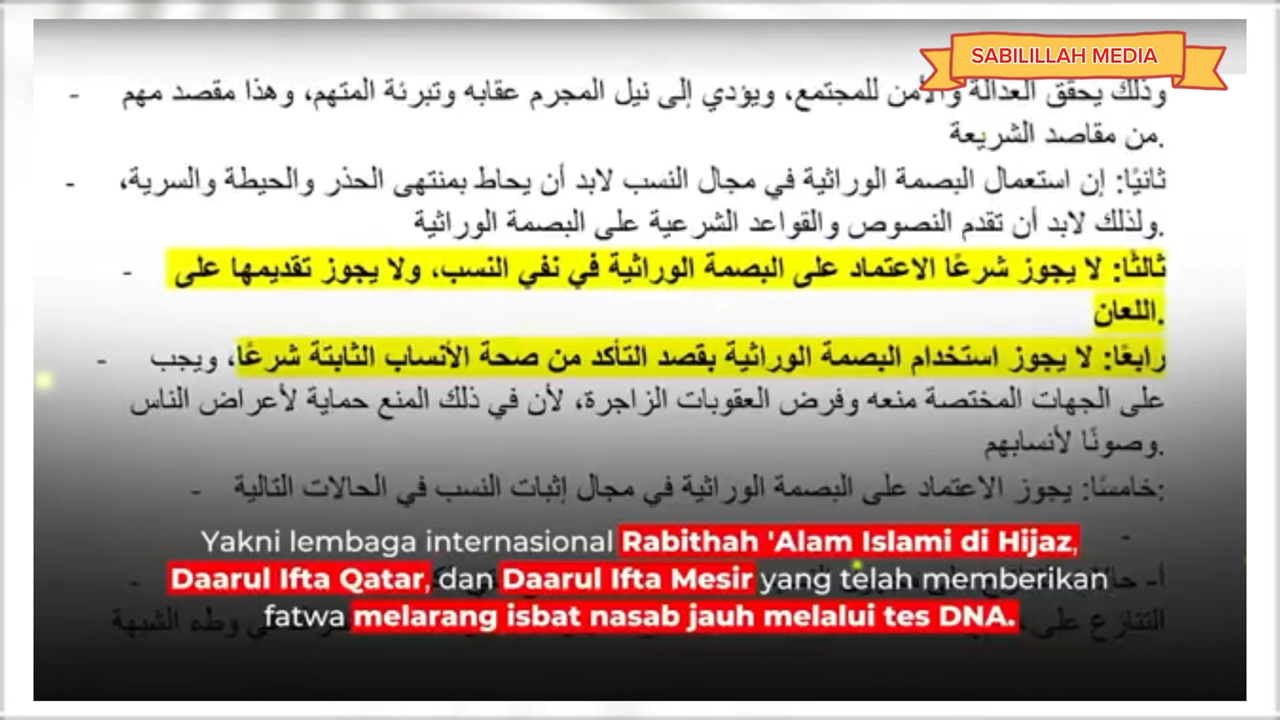 SABILILLAH MEDIA
وذلك يحقق العدالة والأمن للمجتمع، ويؤدي إلى نيل المجرم عقابه وتبرئة المتهم، وهذا مقصد مهم -
من مقاصد الشريعة.
ثانيًا: إن استعمال البصمة الوراثية في مجال النسب لابد أن يحاط بمنتهى الحذر والحيطة والسرية، -
ولذلك لابد أن تقدم النصوص والقواعد الشرعية على البصمة الوراثية.
ثالثًا: لا يجوز شرعًا الاعتماد على البصمة الوراثية في نفي النسب، ولا يجوز تقديمها على -
اللعان.
رابعًا: لا يجوز استخدام البصمة الوراثية بقصد التأكد من صحة الأنساب الثابتة شرعًا، ويجب -
على الجهات المختصة منعه وفرض العقوبات الزاجرة، لأن في ذلك المنع حماية لأعراض الناس
وصونًا لأنسابهم.
خامسًا: يجوز الاعتماد على البصمة الوراثية في مجال إثبات النسب في الحالات التالية: -
Yakni lembaga internasional Rabithah 'Alam Islami di Hijaz,
Daarul Ifta Qatar, dan Daarul Ifta Mesir yang telah memberikan
fatwa melarang isbat nasab jauh melalui tes DNA.
أ-
التنازع على
وطء الشبهة